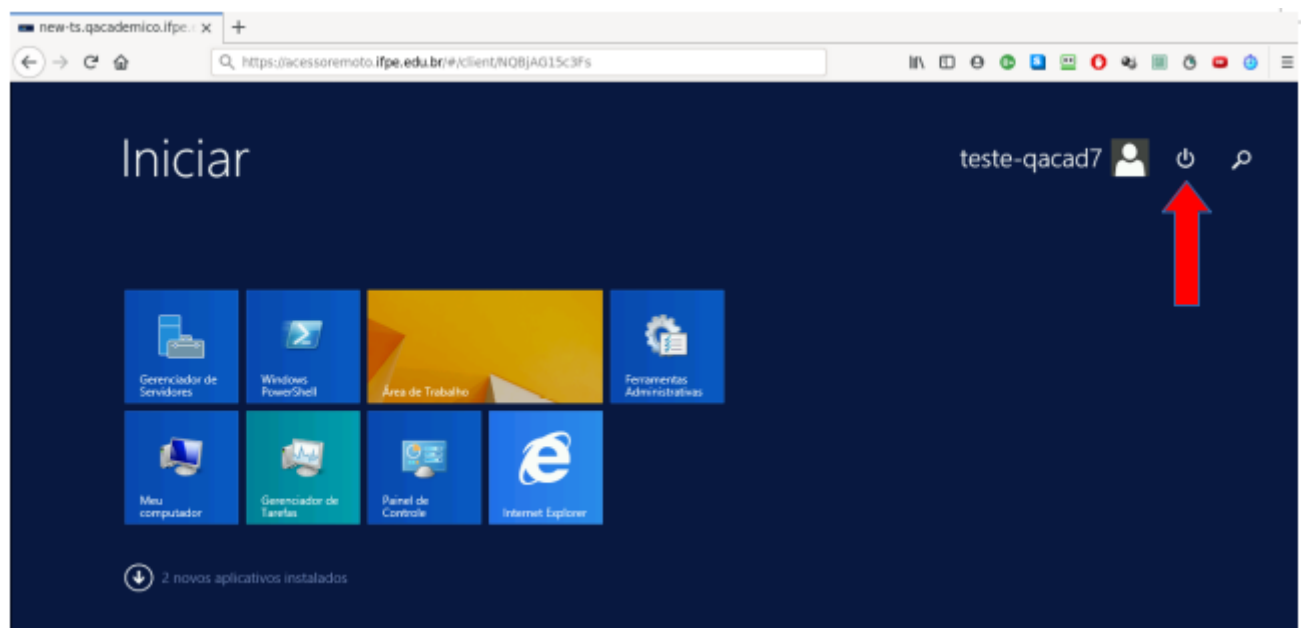 new-ts.qacademico.ifpe.
https://acessoremoto.ifpe.edu.br/#/client/NQBjAG15c3Fs
Iniciar
teste-qacad7
Gerenciador de
Servidores
Windows
PowerShell
Área de Trabalho
Ferramentas
Administrativas
Meu
computador
Gerenciador de
Tarefas
Painel de
Controle
Internet Explorer
2 novos aplicativos instalados